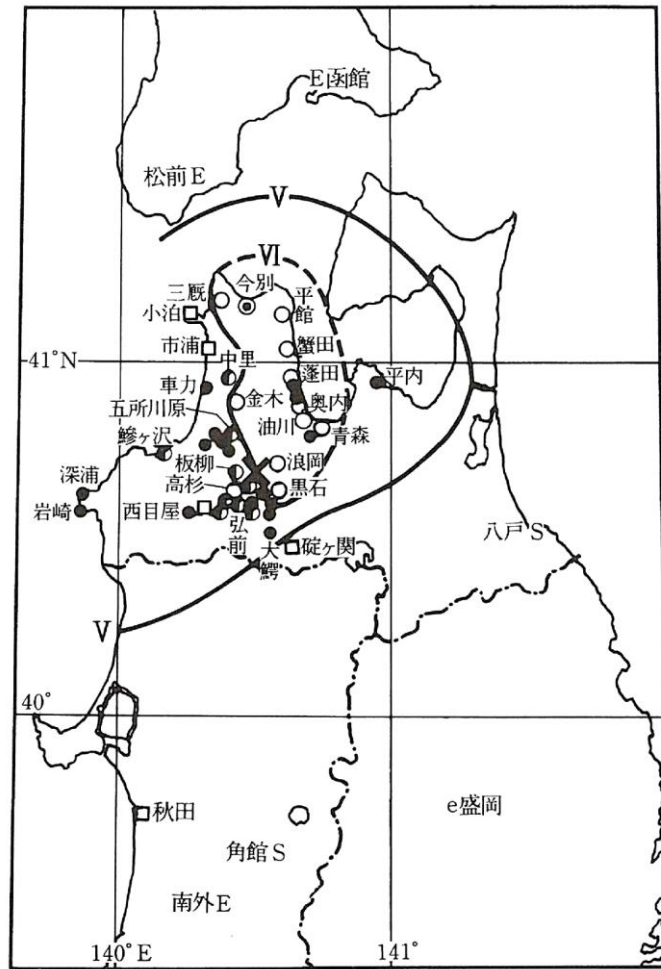 E函館
松前E
V
VI
三厩
今別
平館
小泊
市浦
蟹田
41°N
中里
蓬田
平内
車力
金木
奥内
五所川原
油川
青森
鰺ヶ沢
板柳
浪岡
深浦
高杉
黒石
岩崎
西目屋
弘前
大鰐
碇ヶ関
八戸S
V
40°
秋田
e盛岡
角館S
南外E
140°E
141°